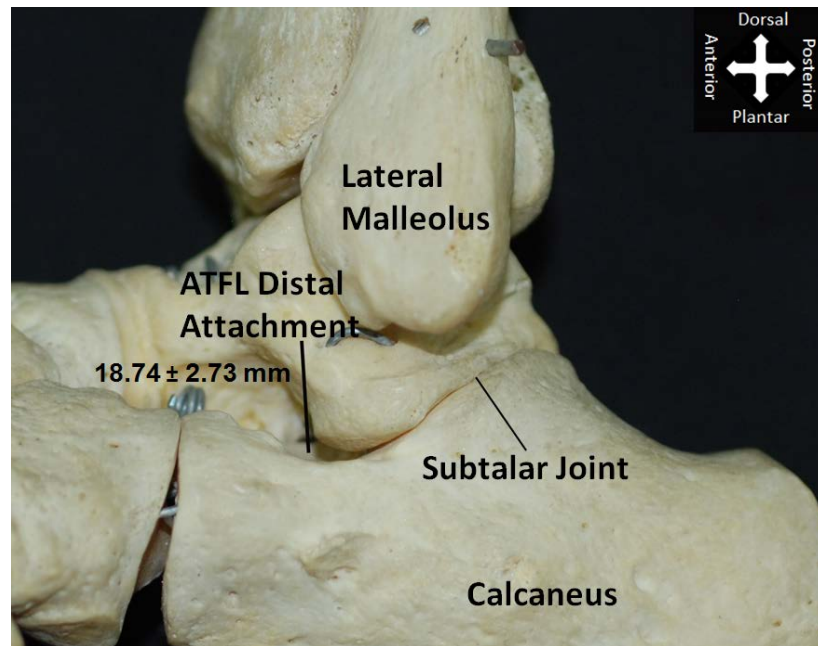 Dorsal
Anterior
Posterior
Plantar
Lateral
Malleolus
ATFL Distal
Attachment
18.74 ± 2.73 mm
Subtalar Joint
Calcaneus